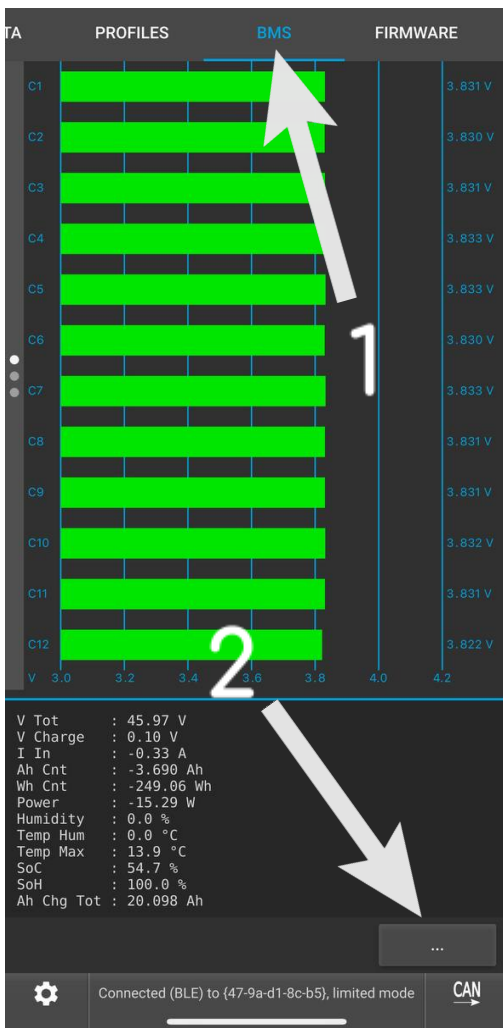 TA PROFILES BMS FIRMWARE
C1 3.831 V
C2 3.830 V
C3 3.831 V
C4 3.833 V
C5 3.833 V
1
C6 3.830 V
C7 3.833 V
C8 3.831 V
C9 3.831 V
C10 3.832 V
C11 3.831 V
C12 3.822 V
2
V 3.0 3.2 3.4 3.6 3.8 4.0 4.2
V Tot : 45.97 V
V Charge : 0.10 V
I In : -0.33 A
Ah Cnt : -3.690 Ah
Wh Cnt : -249.06 Wh
Power : -15.29 W
Humidity : 0.0 %
Temp Hum : 0.0 °C
Temp Max : 13.9 °C
SoC : 54.7 %
SoH : 100.0 %
Ah Chg Tot : 20.098 Ah
...
Connected (BLE) to {47-9a-d1-8c-b5}, limited mode CAN